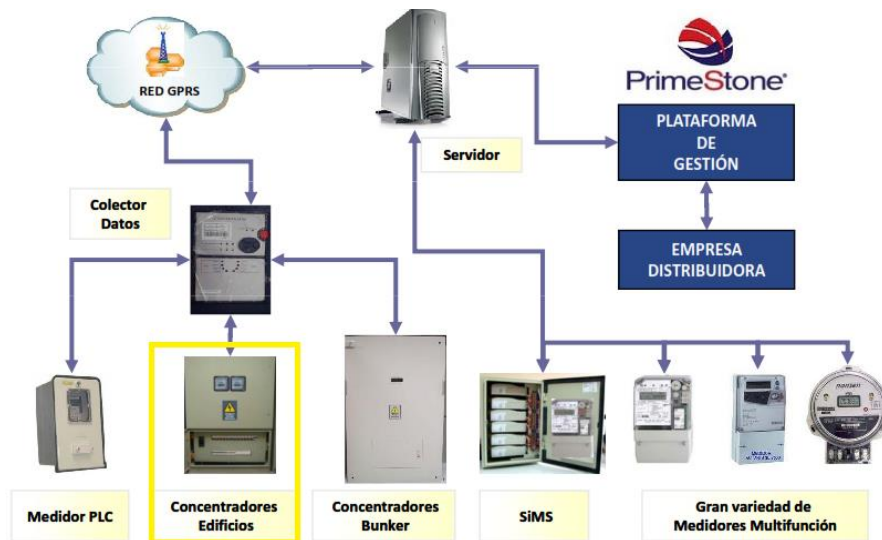 RED GPRS
PrimeStone®
PLATAFORMA
DE
GESTIÓN
Servidor
Colector
Datos
EMPRESA
DISTRIBUIDORA
Medidor PLC
Concentradores
Edificios
Concentradores
Bunker
SiMS
Gran variedad de
Medidores Multifunción